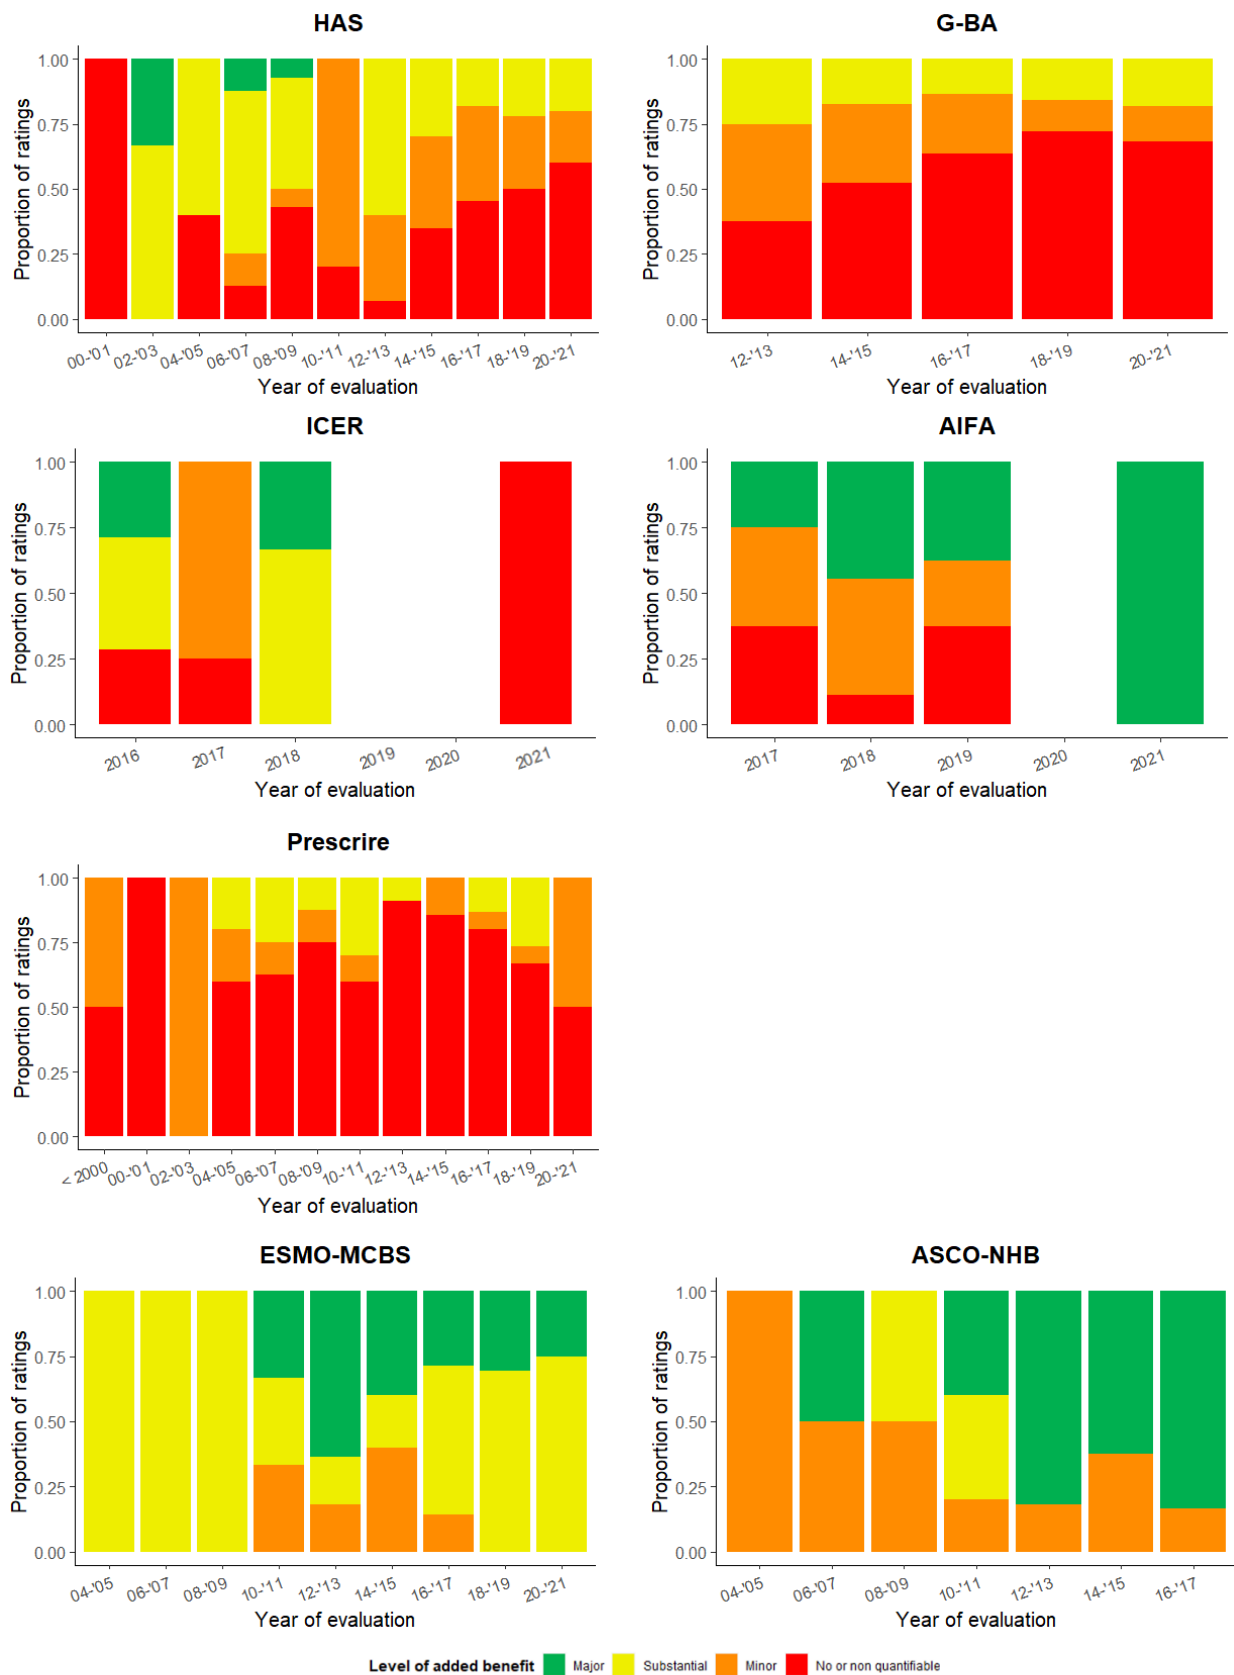 HAS
Proportion of ratings
1.00
0.75
0.50
0.25
0.00
00-'01 02-'03 04-'05 06-'07 08-'09 10-'11 12-'13 14-'15 16-'17 18-'19 20-'21
Year of evaluation
G-BA
Proportion of ratings
1.00
0.75
0.50
0.25
0.00
12-'13 14-'15 16-'17 18-'19 20-'21
Year of evaluation
ICER
Proportion of ratings
1.00
0.75
0.50
0.25
0.00
2016 2017 2018 2019 2020 2021
Year of evaluation
AIFA
Proportion of ratings
1.00
0.75
0.50
0.25
0.00
2017 2018 2019 2020 2021
Year of evaluation
Prescrire
Proportion of ratings
1.00
0.75
0.50
0.25
0.00
< 2000 00-'01 02-'03 04-'05 06-'07 08-'09 10-'11 12-'13 14-'15 16-'17 18-'19 20-'21
Year of evaluation
ESMO-MCBS
Proportion of ratings
1.00
0.75
0.50
0.25
0.00
04-'05 06-'07 08-'09 10-'11 12-'13 14-'15 16-'17 18-'19 20-'21
Year of evaluation
ASCO-NHB
Proportion of ratings
1.00
0.75
0.50
0.25
0.00
04-'05 06-'07 08-'09 10-'11 12-'13 14-'15 16-'17
Year of evaluation
Level of added benefit Major Substantial Minor No or non quantifiable